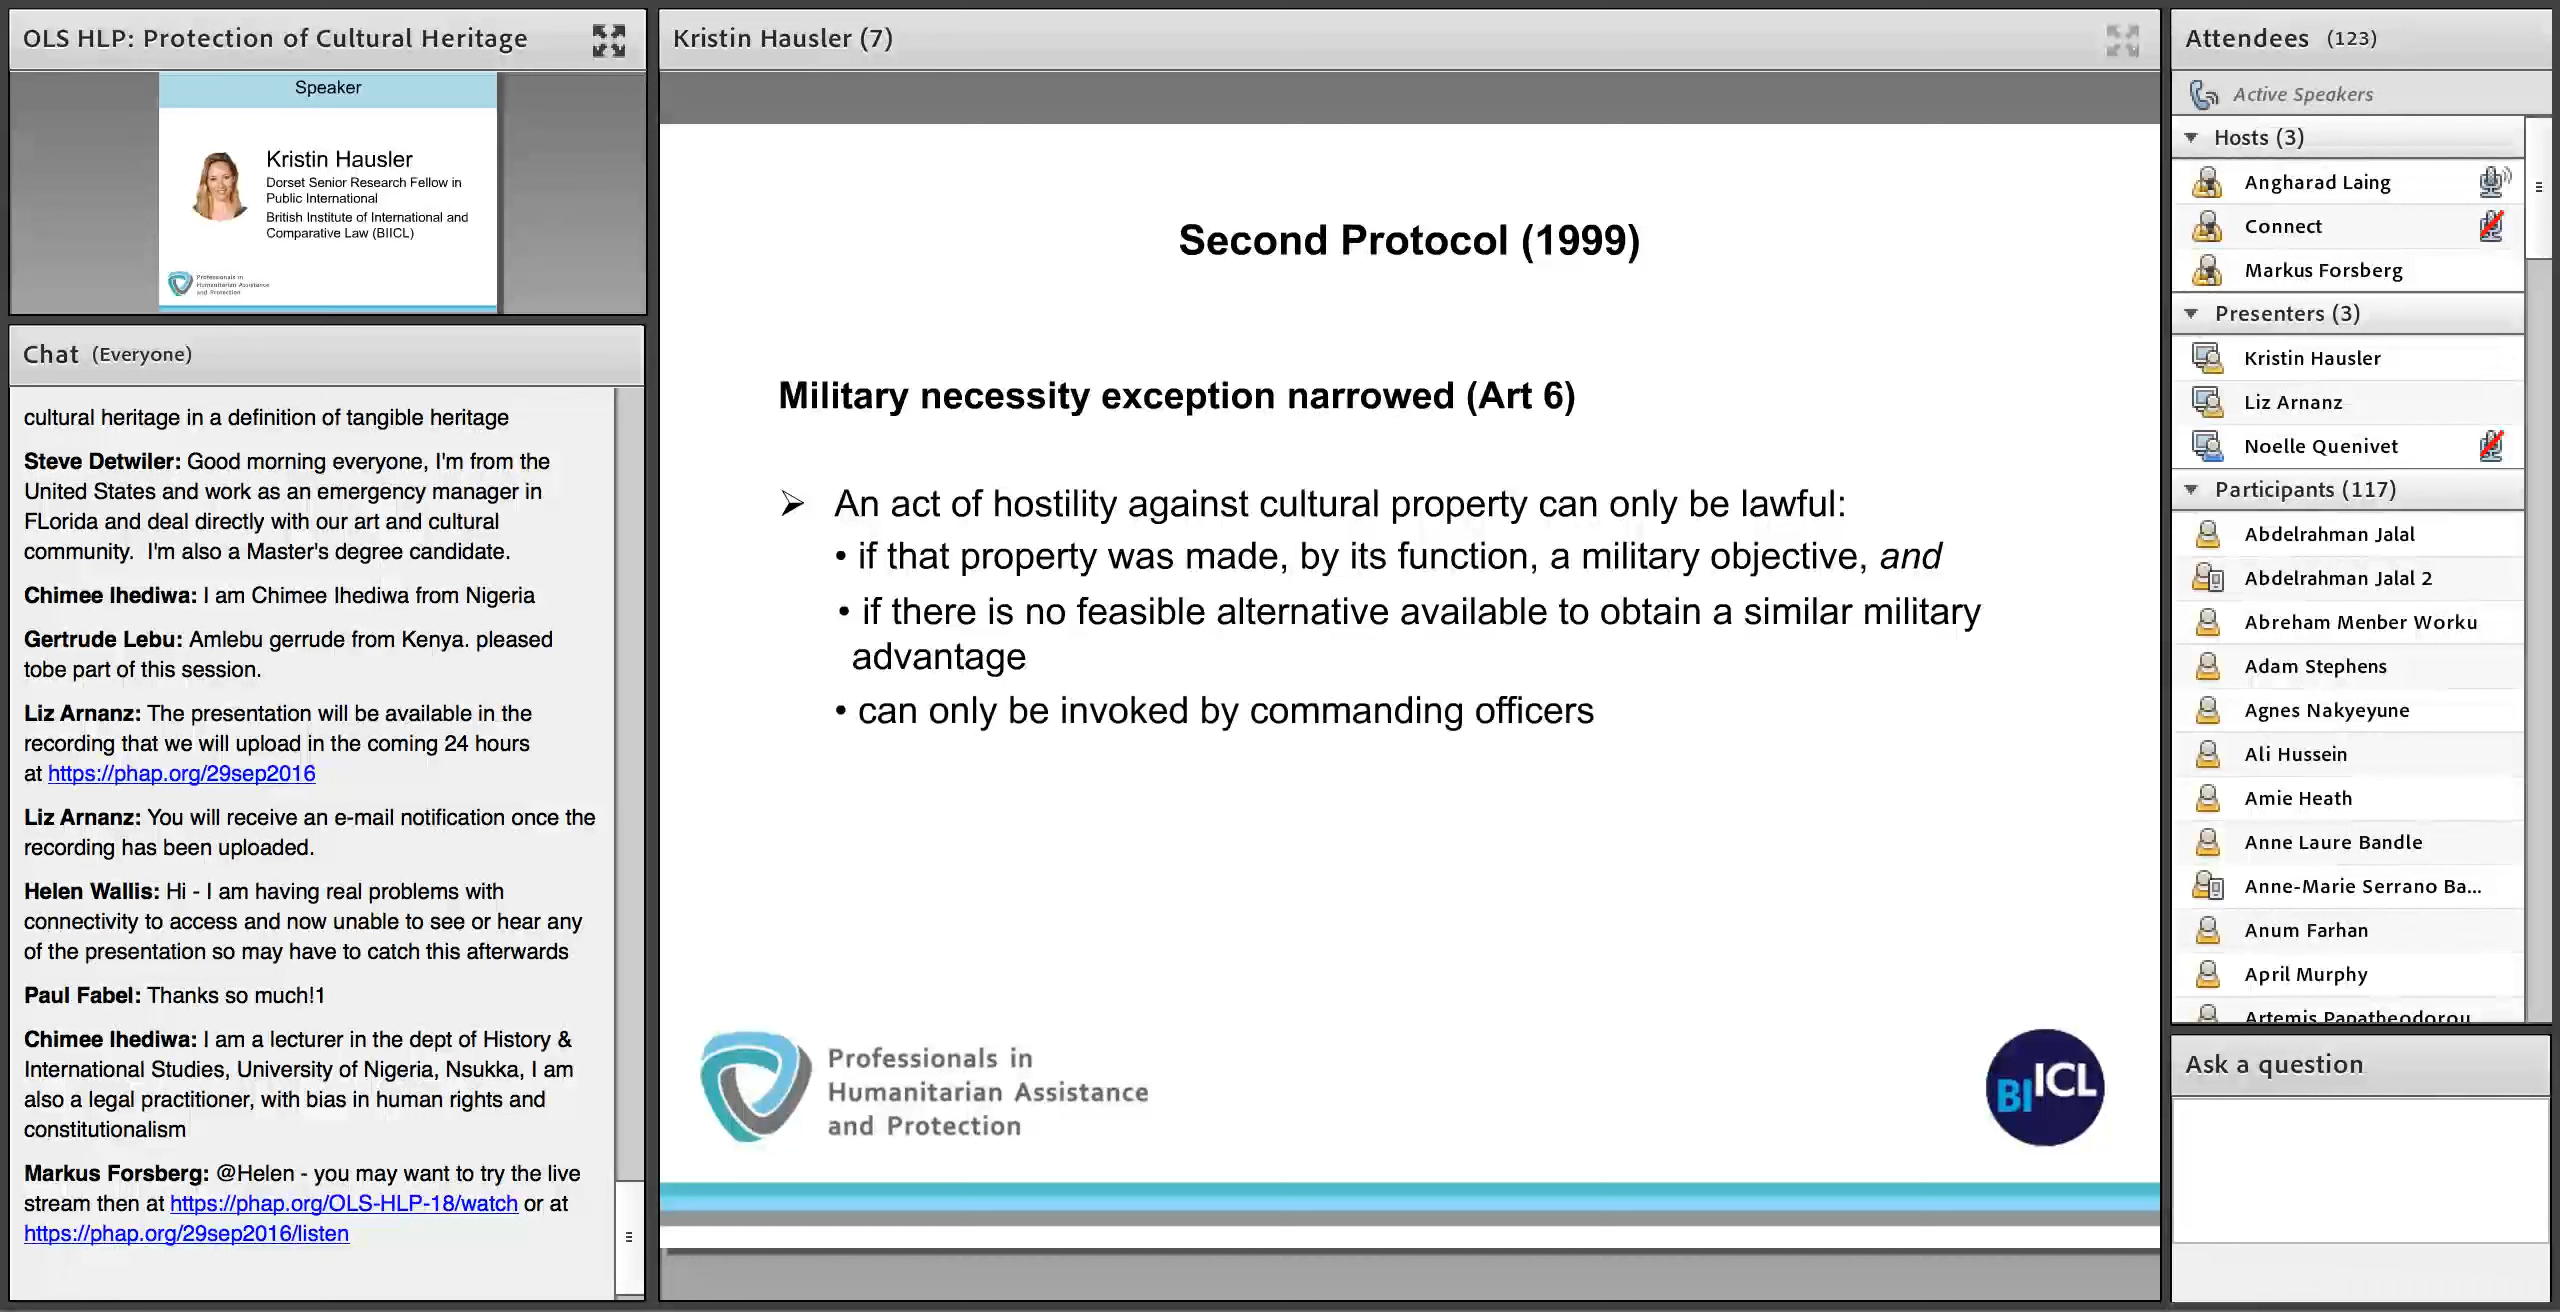 OLS HLP: Protection of Cultural Heritage
Speaker
Kristin Hausler
Dorset Senior Research Fellow in
Public International
British Institute of International and
Comparative Law (BIICL)
Professionals in
Humanitarian Assistance
and Protection
Chat (Everyone)
cultural heritage in a definition of tangible heritage
Steve Detwiler: Good morning everyone, I'm from the
United States and work as an emergency manager in
FLorida and deal directly with our art and cultural
community.  I'm also a Master's degree candidate.
Chimee Ihediwa: I am Chimee Ihediwa from Nigeria
Gertrude Lebu: Amlebu gerrude from Kenya. pleased
tobe part of this session.
Liz Arnanz: The presentation will be available in the
recording that we will upload in the coming 24 hours
at https://phap.org/29sep2016
Liz Arnanz: You will receive an e-mail notification once the
recording has been uploaded.
Helen Wallis: Hi - I am having real problems with
connectivity to access and now unable to see or hear any
of the presentation so may have to catch this afterwards
Paul Fabel: Thanks so much!1
Chimee Ihediwa: I am a lecturer in the dept of History &
International Studies, University of Nigeria, Nsukka, I am
also a legal practitioner, with bias in human rights and
constitutionalism
Markus Forsberg: @Helen - you may want to try the live
stream then at https://phap.org/OLS-HLP-18/watch or at
https://phap.org/29sep2016/listen
Kristin Hausler (7)
Second Protocol (1999)
Military necessity exception narrowed (Art 6)
➢ An act of hostility against cultural property can only be lawful:
• if that property was made, by its function, a military objective, and
• if there is no feasible alternative available to obtain a similar military
advantage
• can only be invoked by commanding officers
Professionals in
Humanitarian Assistance
and Protection
BIICL
Attendees (123)
Active Speakers
Hosts (3)
Angharad Laing
Connect
Markus Forsberg
Presenters (3)
Kristin Hausler
Liz Arnanz
Noelle Quenivet
Participants (117)
Abdelrahman Jalal
Abdelrahman Jalal 2
Abreham Menber Worku
Adam Stephens
Agnes Nakyeyune
Ali Hussein
Amie Heath
Anne Laure Bandle
Anne-Marie Serrano Ba...
Anum Farhan
April Murphy
Artemis Papatheodorou
Ask a question